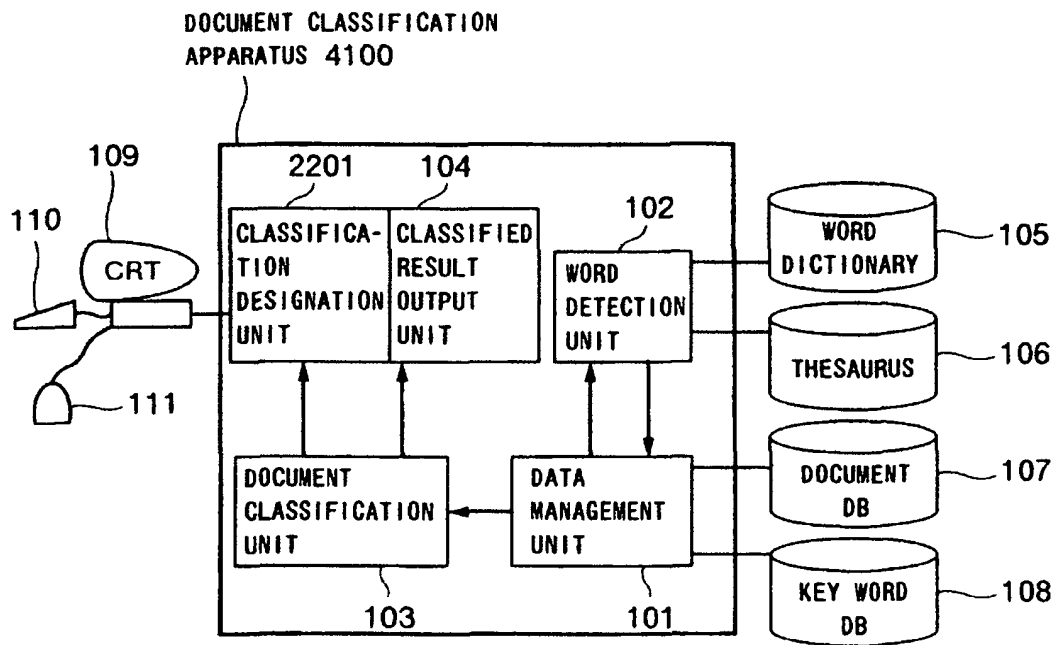 DOCUMENT CLASSIFICATION
APPARATUS 4100
109
2201
104
102
110
CRT
CLASSIFICA-
TION
DESIGNATION
UNIT
CLASSIFIED
RESULT
OUTPUT
UNIT
WORD
DETECTION
UNIT
WORD
DICTIONARY
105
THESAURUS
106
111
DOCUMENT
CLASSIFICATION
UNIT
DATA
MANAGEMENT
UNIT
DOCUMENT
DB
107
103
101
KEY WORD
DB
108